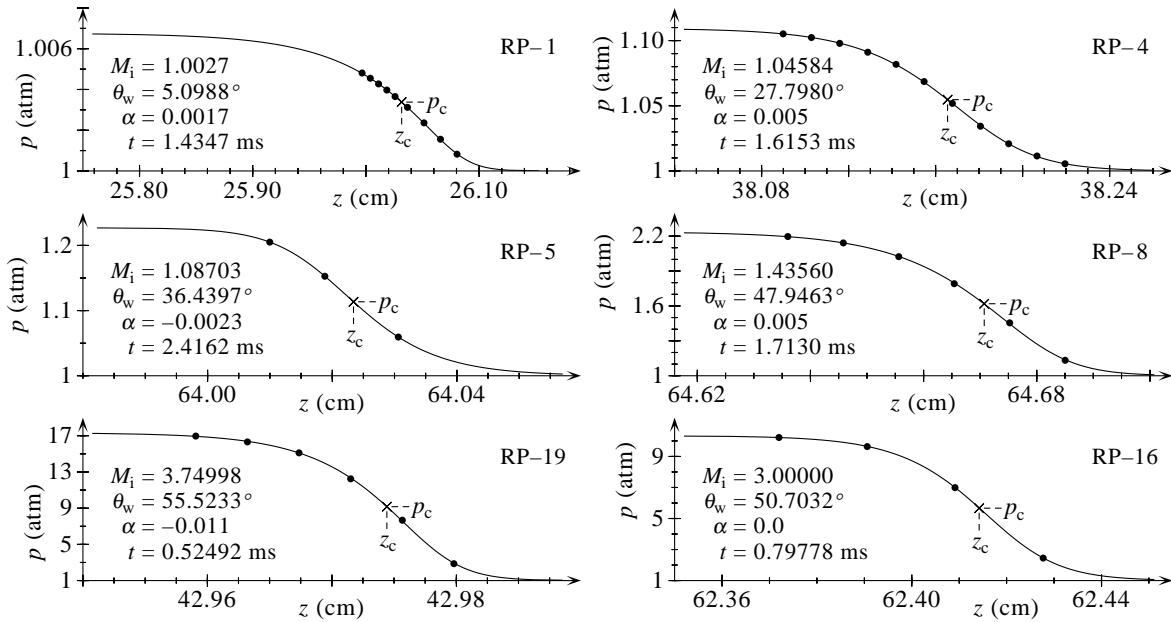 RP–1
p (atm)
1.006
1
M_i = 1.0027
θ_w = 5.0988°
α = 0.0017
t = 1.4347 ms
p_c
z_c
25.80 25.90 26.10
z (cm)
RP–4
p (atm)
1.10
1.05
1
M_i = 1.04584
θ_w = 27.7980°
α = 0.005
t = 1.6153 ms
p_c
z_c
38.08 38.24
z (cm)
RP–5
p (atm)
1.2
1.1
1
M_i = 1.08703
θ_w = 36.4397°
α = –0.0023
t = 2.4162 ms
p_c
z_c
64.00 64.04
z (cm)
RP–8
p (atm)
2.2
1.6
1
M_i = 1.43560
θ_w = 47.9463°
α = 0.005
t = 1.7130 ms
p_c
z_c
64.62 64.68
z (cm)
RP–19
p (atm)
17
13
9
5
1
M_i = 3.74998
θ_w = 55.5233°
α = –0.011
t = 0.52492 ms
p_c
z_c
42.96 42.98
z (cm)
RP–16
p (atm)
9
5
1
M_i = 3.00000
θ_w = 50.7032°
α = 0.0
t = 0.79778 ms
p_c
z_c
62.36 62.40 62.44
z (cm)